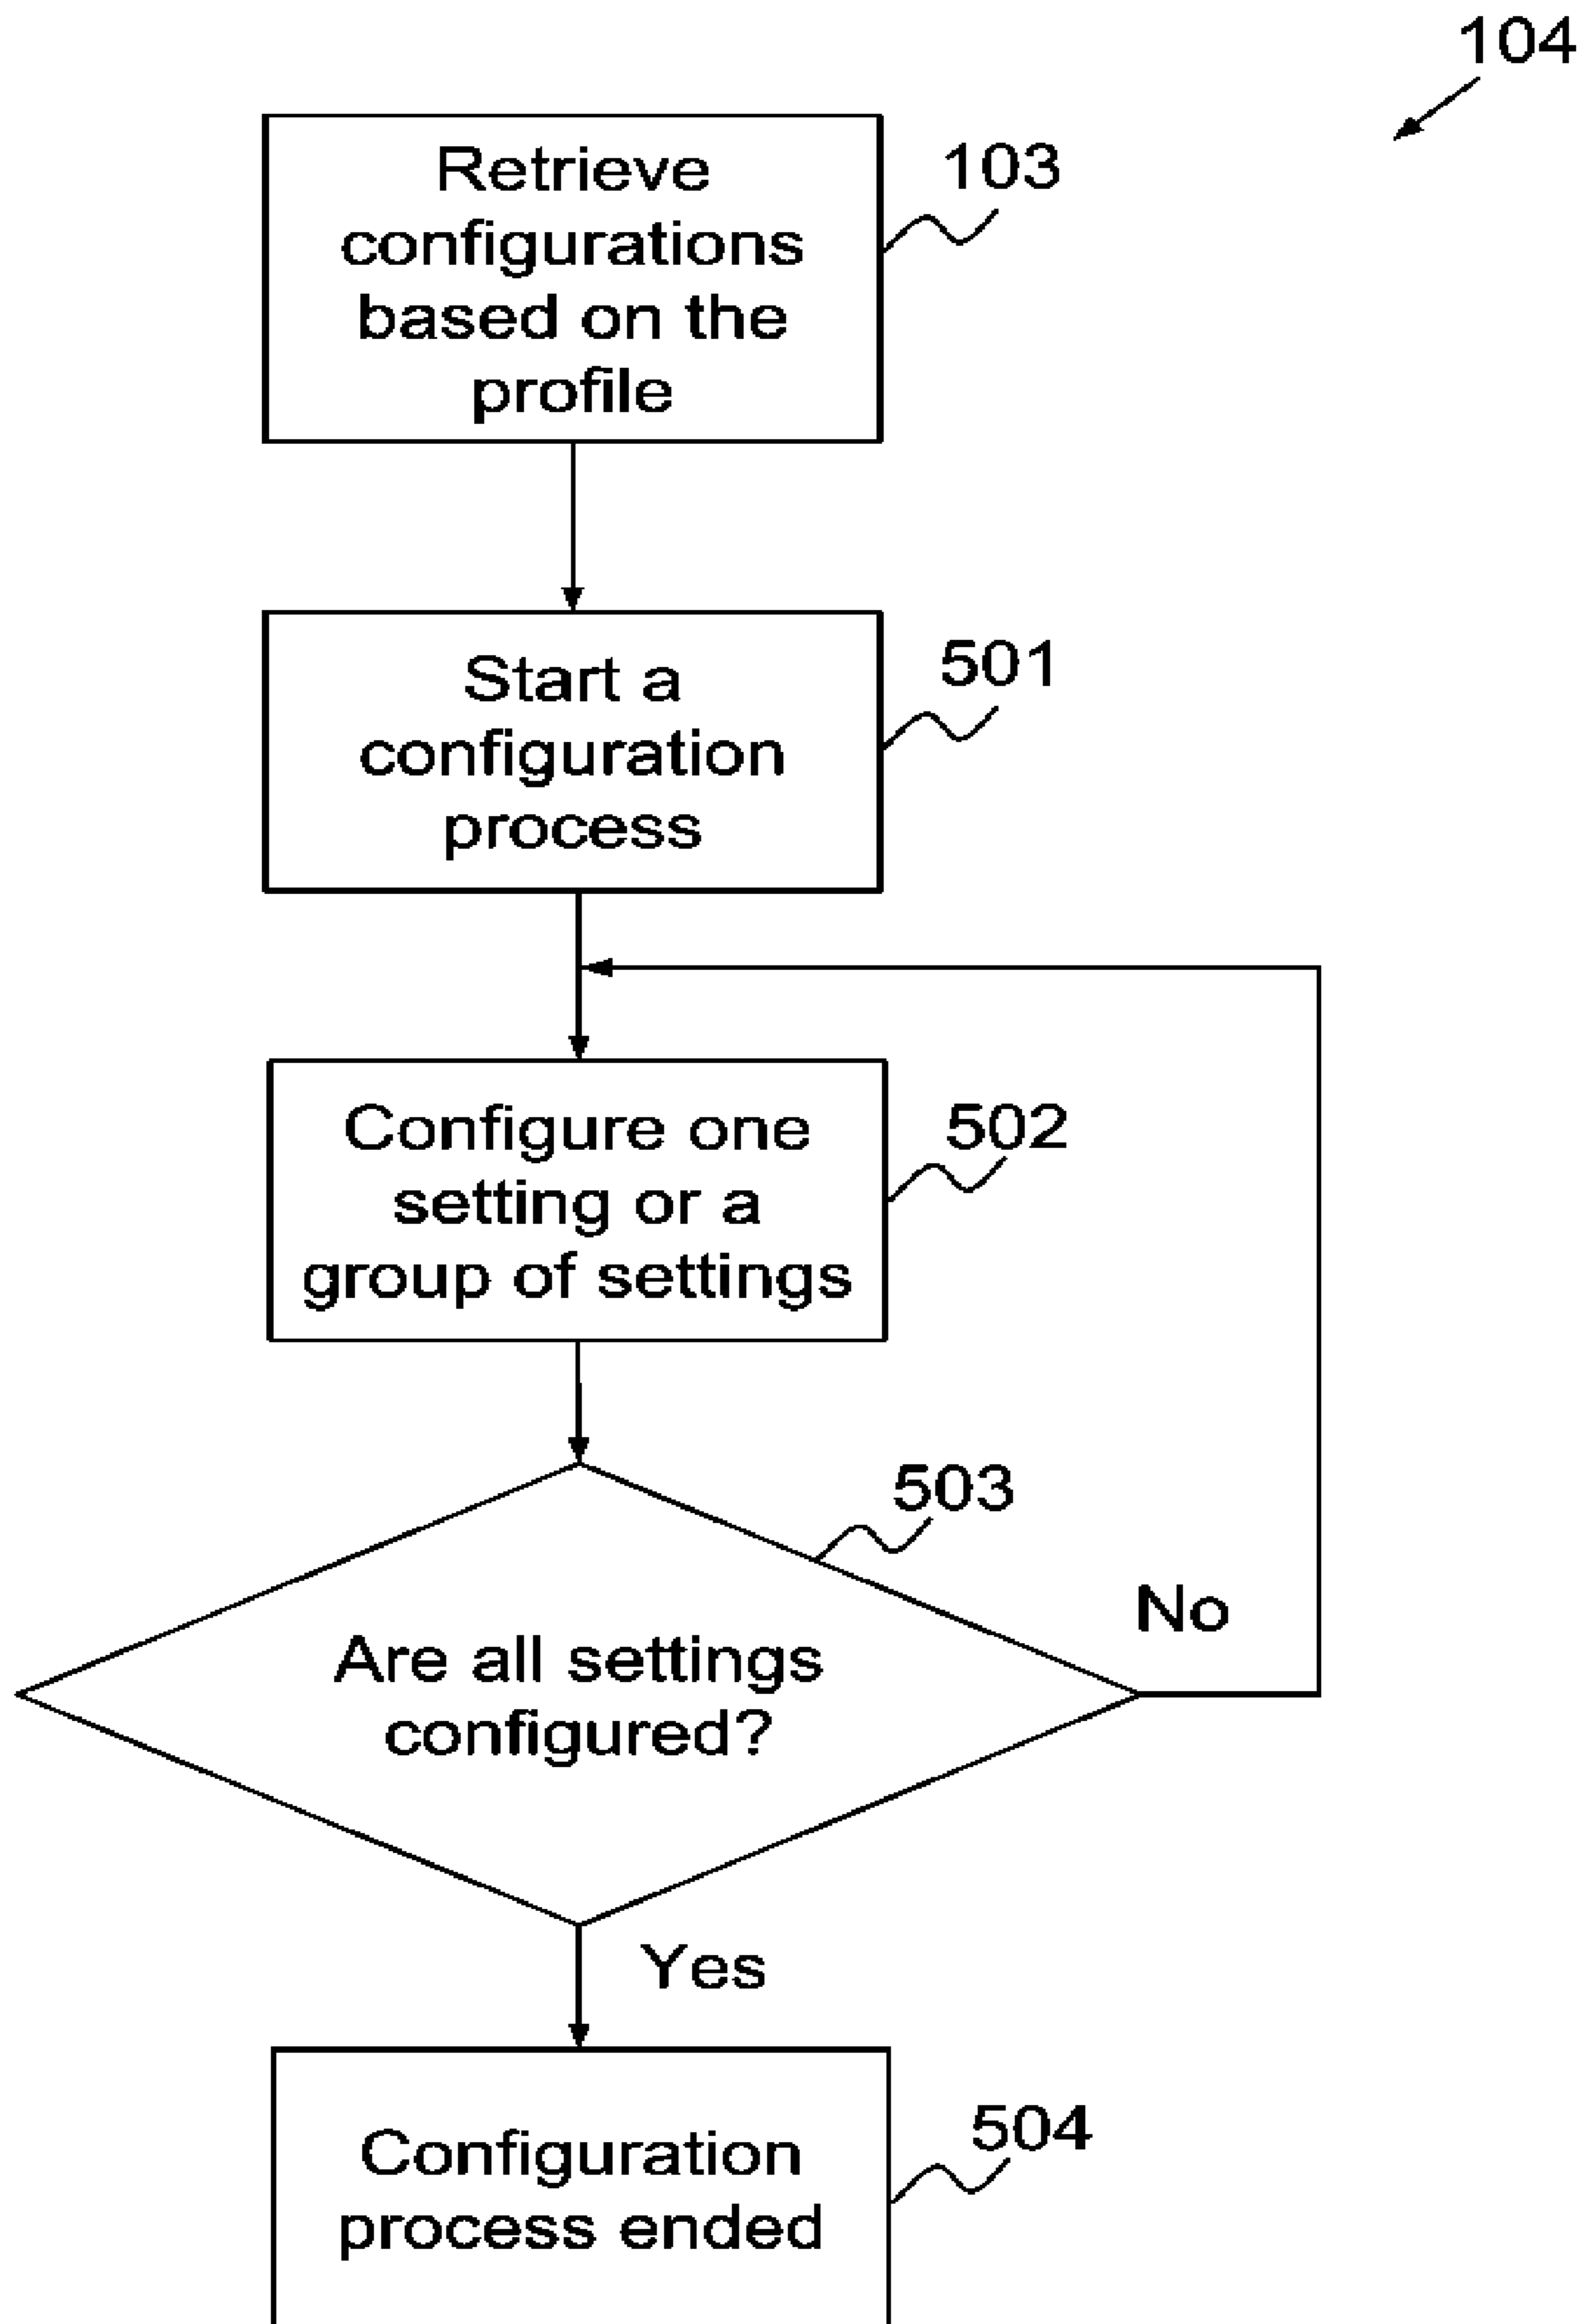 104
Retrieve
configurations
based on the
profile
103
Start a
configuration
process
501
Configure one
setting or a
group of settings
502
503
Are all settings
configured?
No
Yes
Configuration
process ended
504